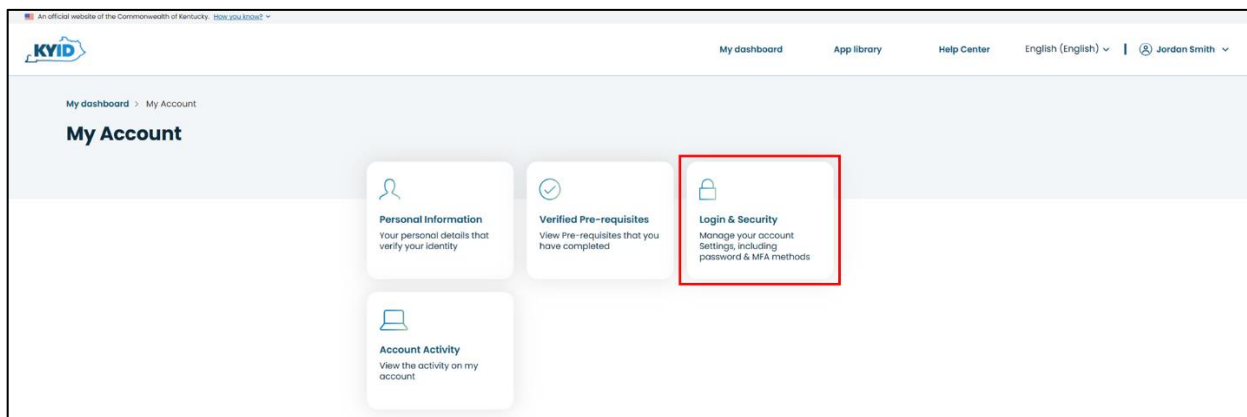 An official website of the Commonwealth of Kentucky. How you know?
KYID
My dashboard
App library
Help Center
English (English)
Jordan Smith
My dashboard > My Account
My Account
Personal Information
Your personal details that
verify your identity
Verified Pre-requisites
View Pre-requisites that you
have completed
Login & Security
Manage your account
Settings, including
password & MFA methods
Account Activity
View the activity on my
account